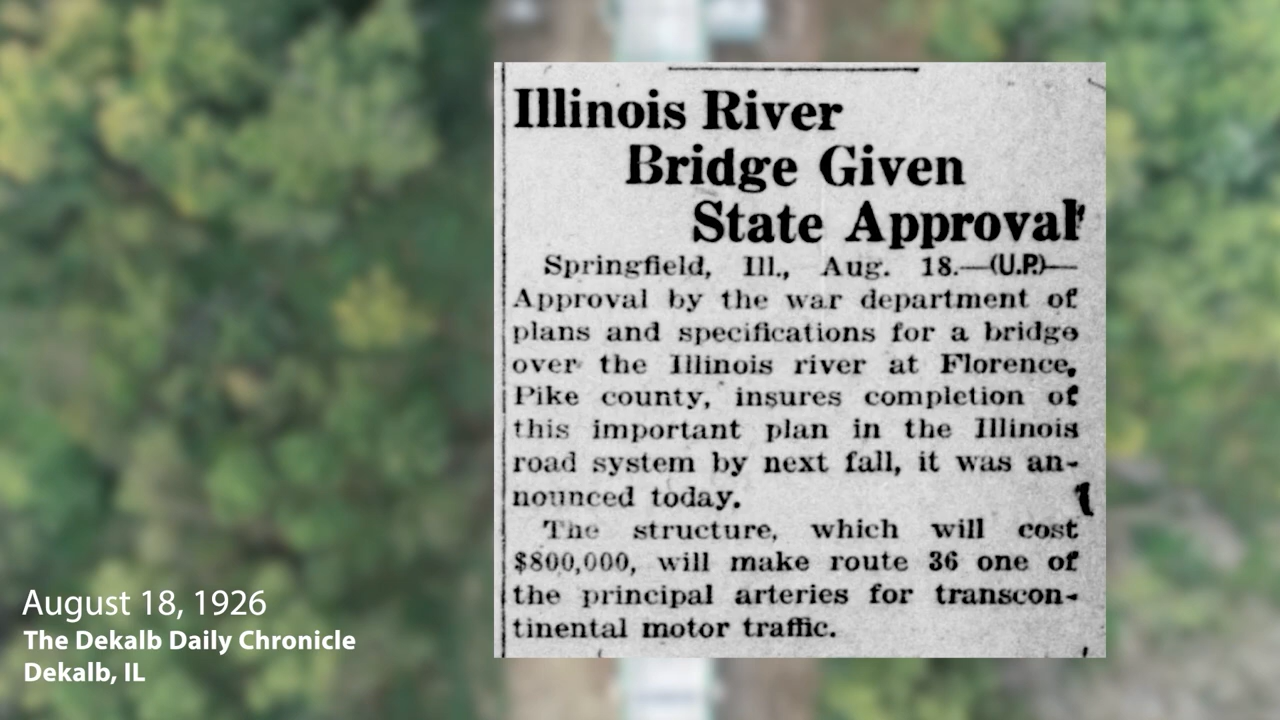 Illinois River
Bridge Given
State Approval
Springfield, Ill., Aug. 18.—(U.P.)—
Approval by the war department of
plans and specifications for a bridge
over the Illinois river at Florence,
Pike county, insures completion of
this important plan in the Illinois
road system by next fall, it was an-
nounced today.
The structure, which will cost
$800,000, will make route 36 one of
the principal arteries for transcon-
tinental motor traffic.
August 18, 1926
The Dekalb Daily Chronicle
Dekalb, IL